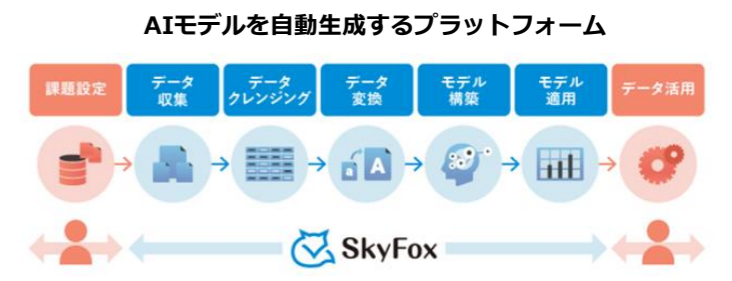 AIモデルを自動生成するプラットフォーム
課題設定
データ
収集
データ
クレンジング
データ
変換
モデル
構築
モデル
適用
データ活用
a
A
SkyFox